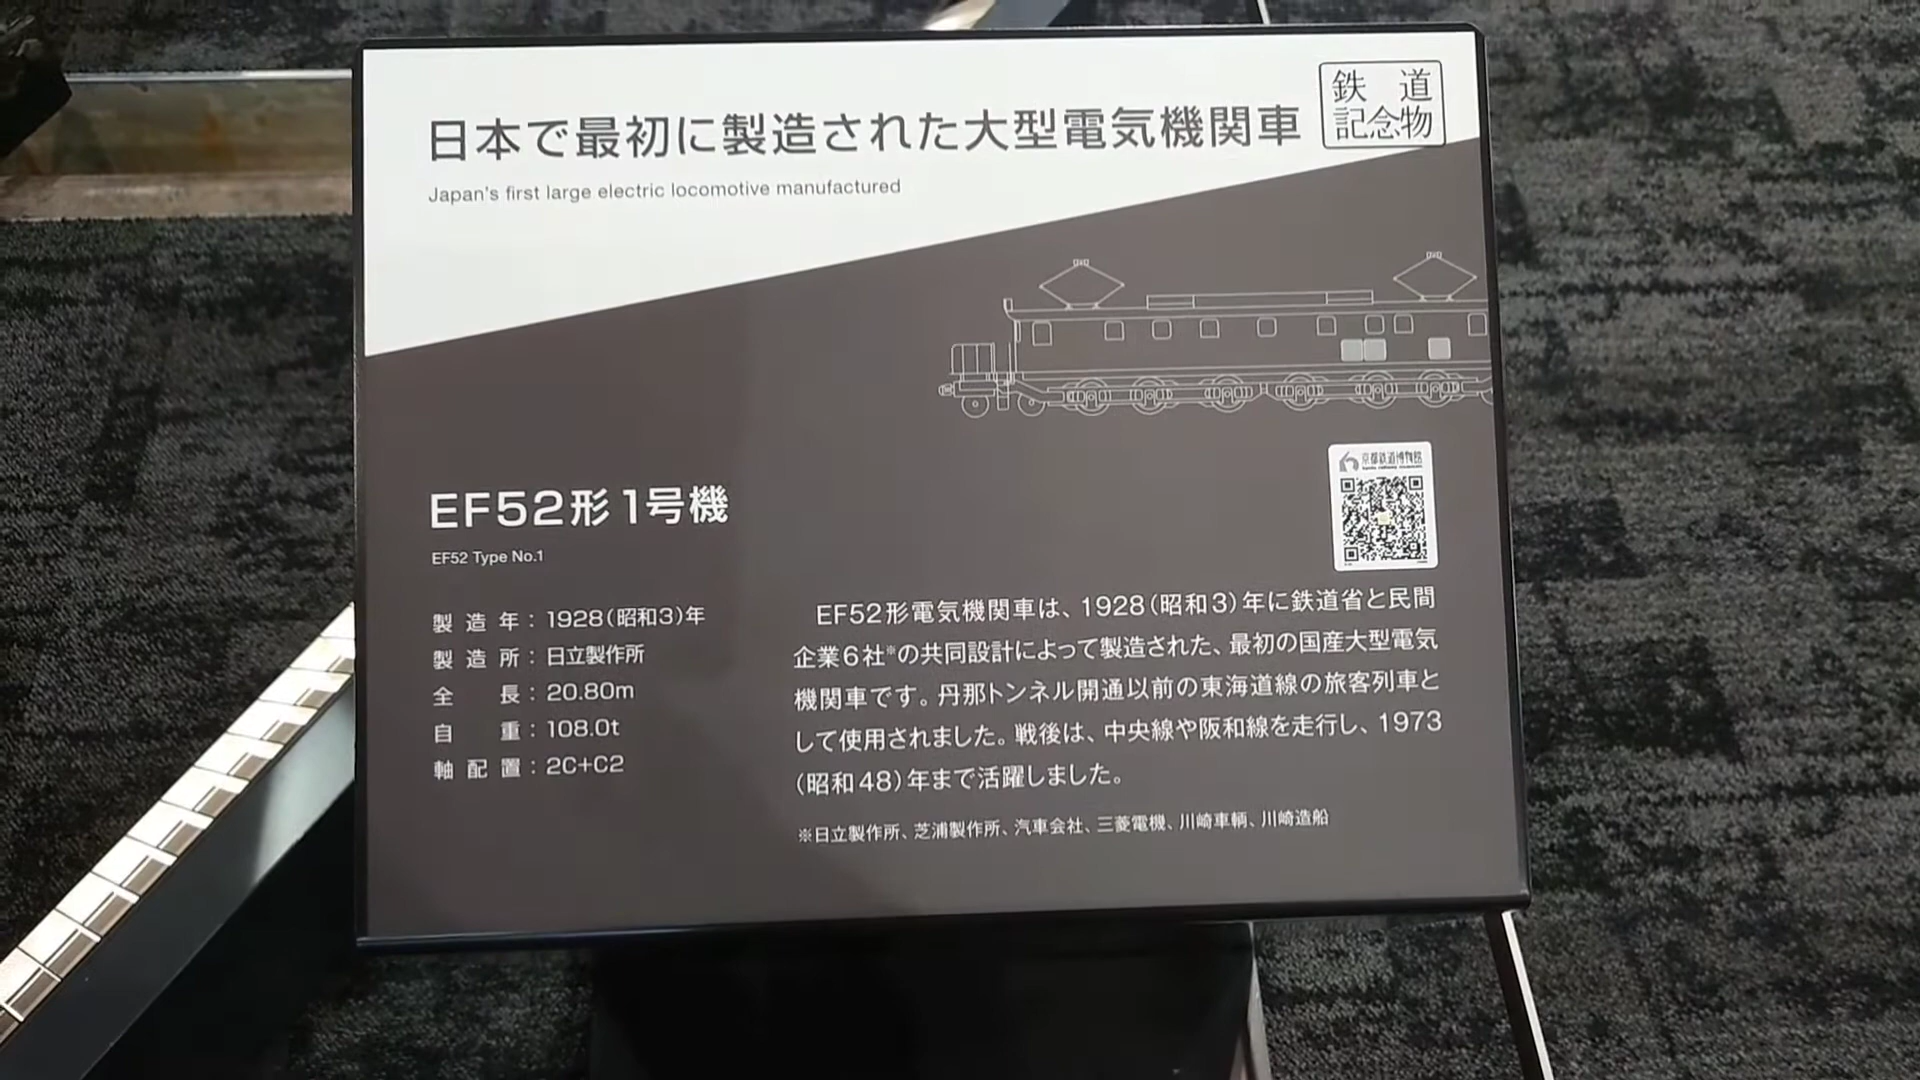 日本で最初に製造された大型電気機関車
鉄道
記念物
Japan's first large electric locomotive manufactured
京都鉄道博物館
EF52形1号機
EF52 Type No.1
製造年：1928(昭和3)年
製造所：日立製作所
全長：20.80m
自重：108.0t
軸配置：2C+C2
EF52形電気機関車は、1928(昭和3)年に鉄道省と民間
企業6社※の共同設計によって製造された、最初の国産大型電気
機関車です。丹那トンネル開通以前の東海道線の旅客列車と
して使用されました。戦後は、中央線や阪和線を走行し、1973
(昭和48)年まで活躍しました。
※日立製作所、芝浦製作所、汽車会社、三菱電機、川崎車輌、川崎造船